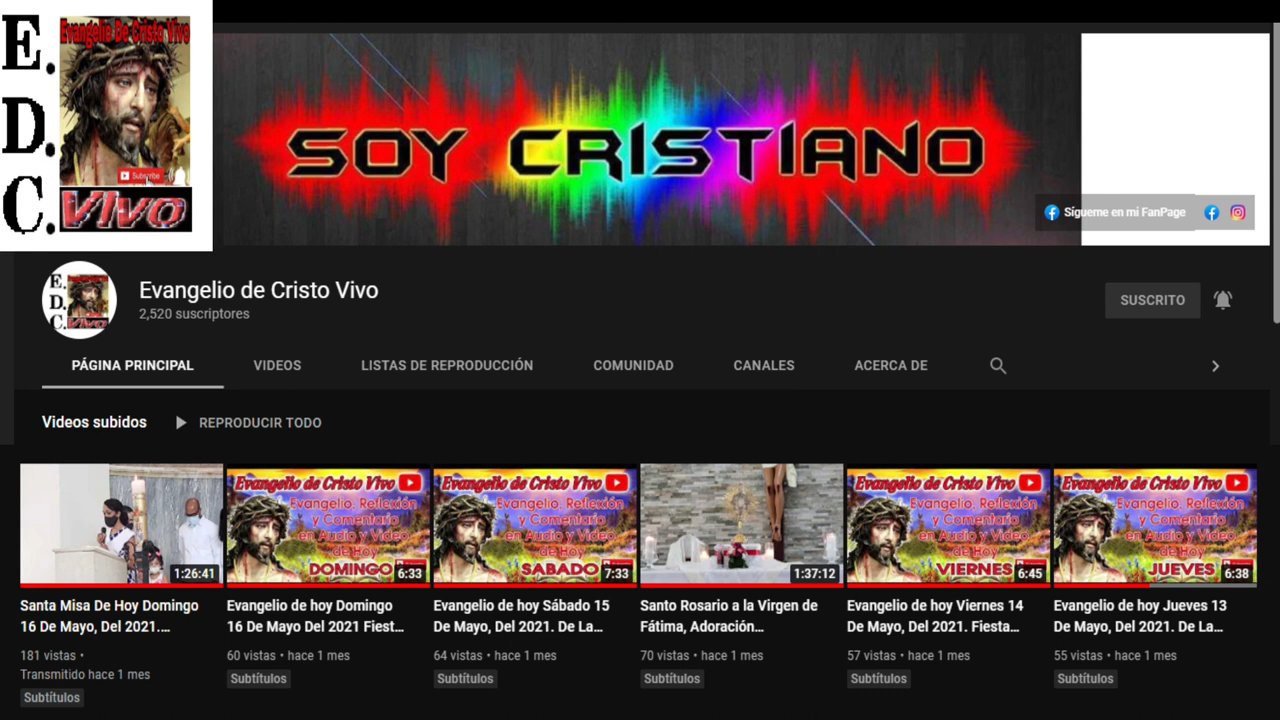 E.
D.
C.
Evangelio De Cristo Vivo
Subscribe
Vivo
SOY CRISTIANO
Sígueme en mi FanPage
E.
D.
C.
Vivo
Evangelio de Cristo Vivo
2,520 suscriptores
SUSCRITO
PÁGINA PRINCIPAL VIDEOS LISTAS DE REPRODUCCIÓN COMUNIDAD CANALES ACERCA DE
Videos subidos REPRODUCIR TODO
1:26:41
Santa Misa De Hoy Domingo
16 De Mayo, Del 2021....
181 vistas •
Transmitido hace 1 mes
Subtítulos
Evangelio de Cristo Vivo
Evangelio, Reflexión
y Comentario
en Audio y Video
de Hoy
DOMINGO
6:33
Evangelio de hoy Domingo
16 De Mayo Del 2021 Fiest...
60 vistas • hace 1 mes
Subtítulos
Evangelio de Cristo Vivo
Evangelio, Reflexión
y Comentario
en Audio y Video
de Hoy
SABADO
7:33
Evangelio de hoy Sábado 15
De Mayo, Del 2021. De La...
64 vistas • hace 1 mes
Subtítulos
1:37:12
Santo Rosario a la Virgen de
Fátima, Adoración...
70 vistas • hace 1 mes
Subtítulos
Evangelio de Cristo Vivo
Evangelio, Reflexión
y Comentario
en Audio y Video
de Hoy
VIERNES
6:45
Evangelio de hoy Viernes 14
De Mayo, Del 2021. Fiesta...
57 vistas • hace 1 mes
Subtítulos
Evangelio de Cristo Vivo
Evangelio, Reflexión
y Comentario
en Audio y Video
de Hoy
JUEVES
6:38
Evangelio de hoy Jueves 13
De Mayo, Del 2021. De La...
55 vistas • hace 1 mes
Subtítulos